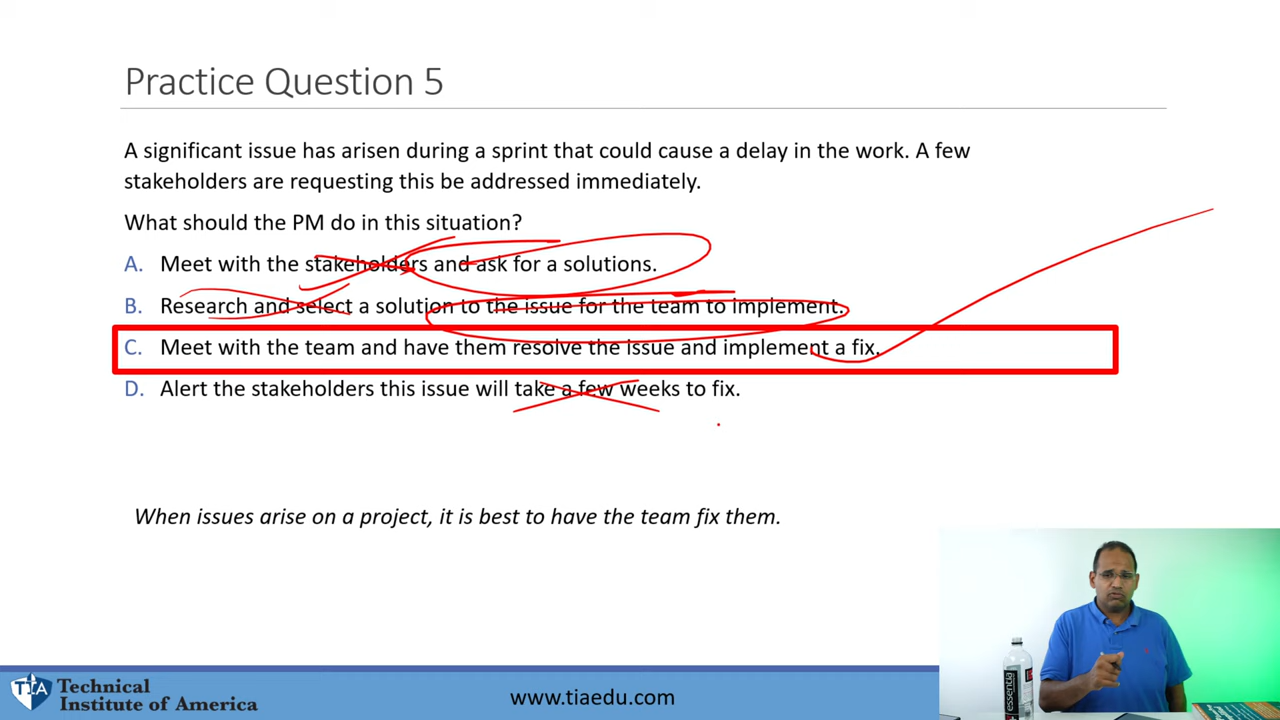 Practice Question 5
A significant issue has arisen during a sprint that could cause a delay in the work. A few
stakeholders are requesting this be addressed immediately.
What should the PM do in this situation?
A. Meet with the stakeholders and ask for a solutions.
B. Research and select a solution to the issue for the team to implement.
C. Meet with the team and have them resolve the issue and implement a fix.
D. Alert the stakeholders this issue will take a few weeks to fix.
When issues arise on a project, it is best to have the team fix them.
essentia
TIA
Technical
Institute of America
www.tiaedu.com